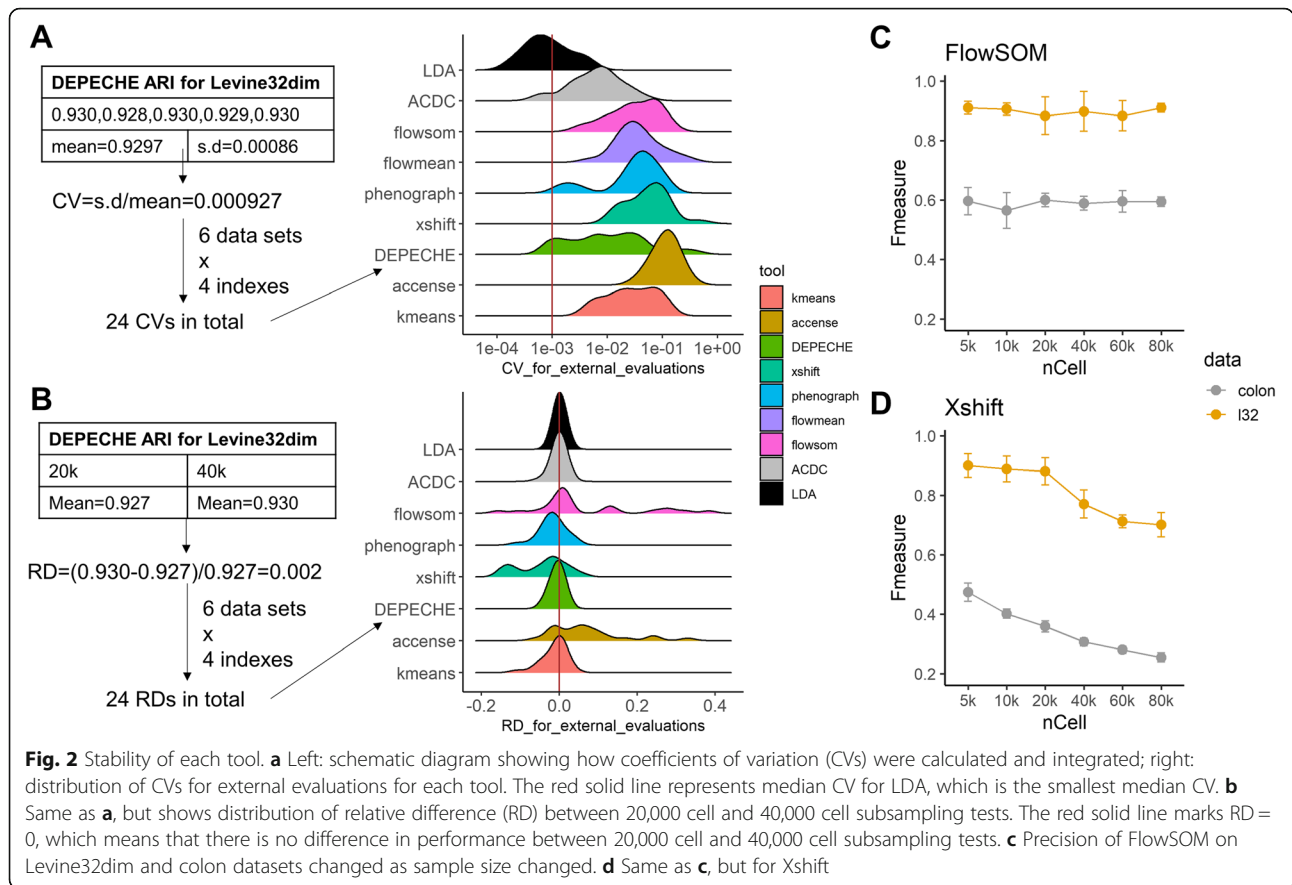 A
DEPECHE ARI for Levine32dim
0.930,0.928,0.930,0.929,0.930
mean=0.9297
s.d=0.00086
CV=s.d/mean=0.000927
6 data sets
x
4 indexes
24 CVs in total
LDA
ACDC
flowsom
flowmean
phenograph
xshift
DEPECHE
accense
kmeans
1e-04 1e-03 1e-02 1e-01 1e+00
CV_for_external_evaluations
B
DEPECHE ARI for Levine32dim
20k
40k
Mean=0.927
Mean=0.930
RD=(0.930-0.927)/0.927=0.002
6 data sets
x
4 indexes
24 RDs in total
LDA
ACDC
flowsom
phenograph
xshift
DEPECHE
accense
kmeans
-0.2 0.0 0.2 0.4
RD_for_external_evaluations
tool
kmeans
accense
DEPECHE
xshift
phenograph
flowmean
flowsom
ACDC
LDA
C
FlowSOM
Fmeasure
1.0
0.8
0.6
0.4
0.2
5k 10k 20k 40k 60k 80k
nCell
data
colon
l32
D
Xshift
Fmeasure
1.0
0.8
0.6
0.4
0.2
5k 10k 20k 40k 60k 80k
nCell
Fig. 2 Stability of each tool. a Left: schematic diagram showing how coefficients of variation (CVs) were calculated and integrated; right:
distribution of CVs for external evaluations for each tool. The red solid line represents median CV for LDA, which is the smallest median CV. b
Same as a, but shows distribution of relative difference (RD) between 20,000 cell and 40,000 cell subsampling tests. The red solid line marks RD =
0, which means that there is no difference in performance between 20,000 cell and 40,000 cell subsampling tests. c Precision of FlowSOM on
Levine32dim and colon datasets changed as sample size changed. d Same as c, but for Xshift